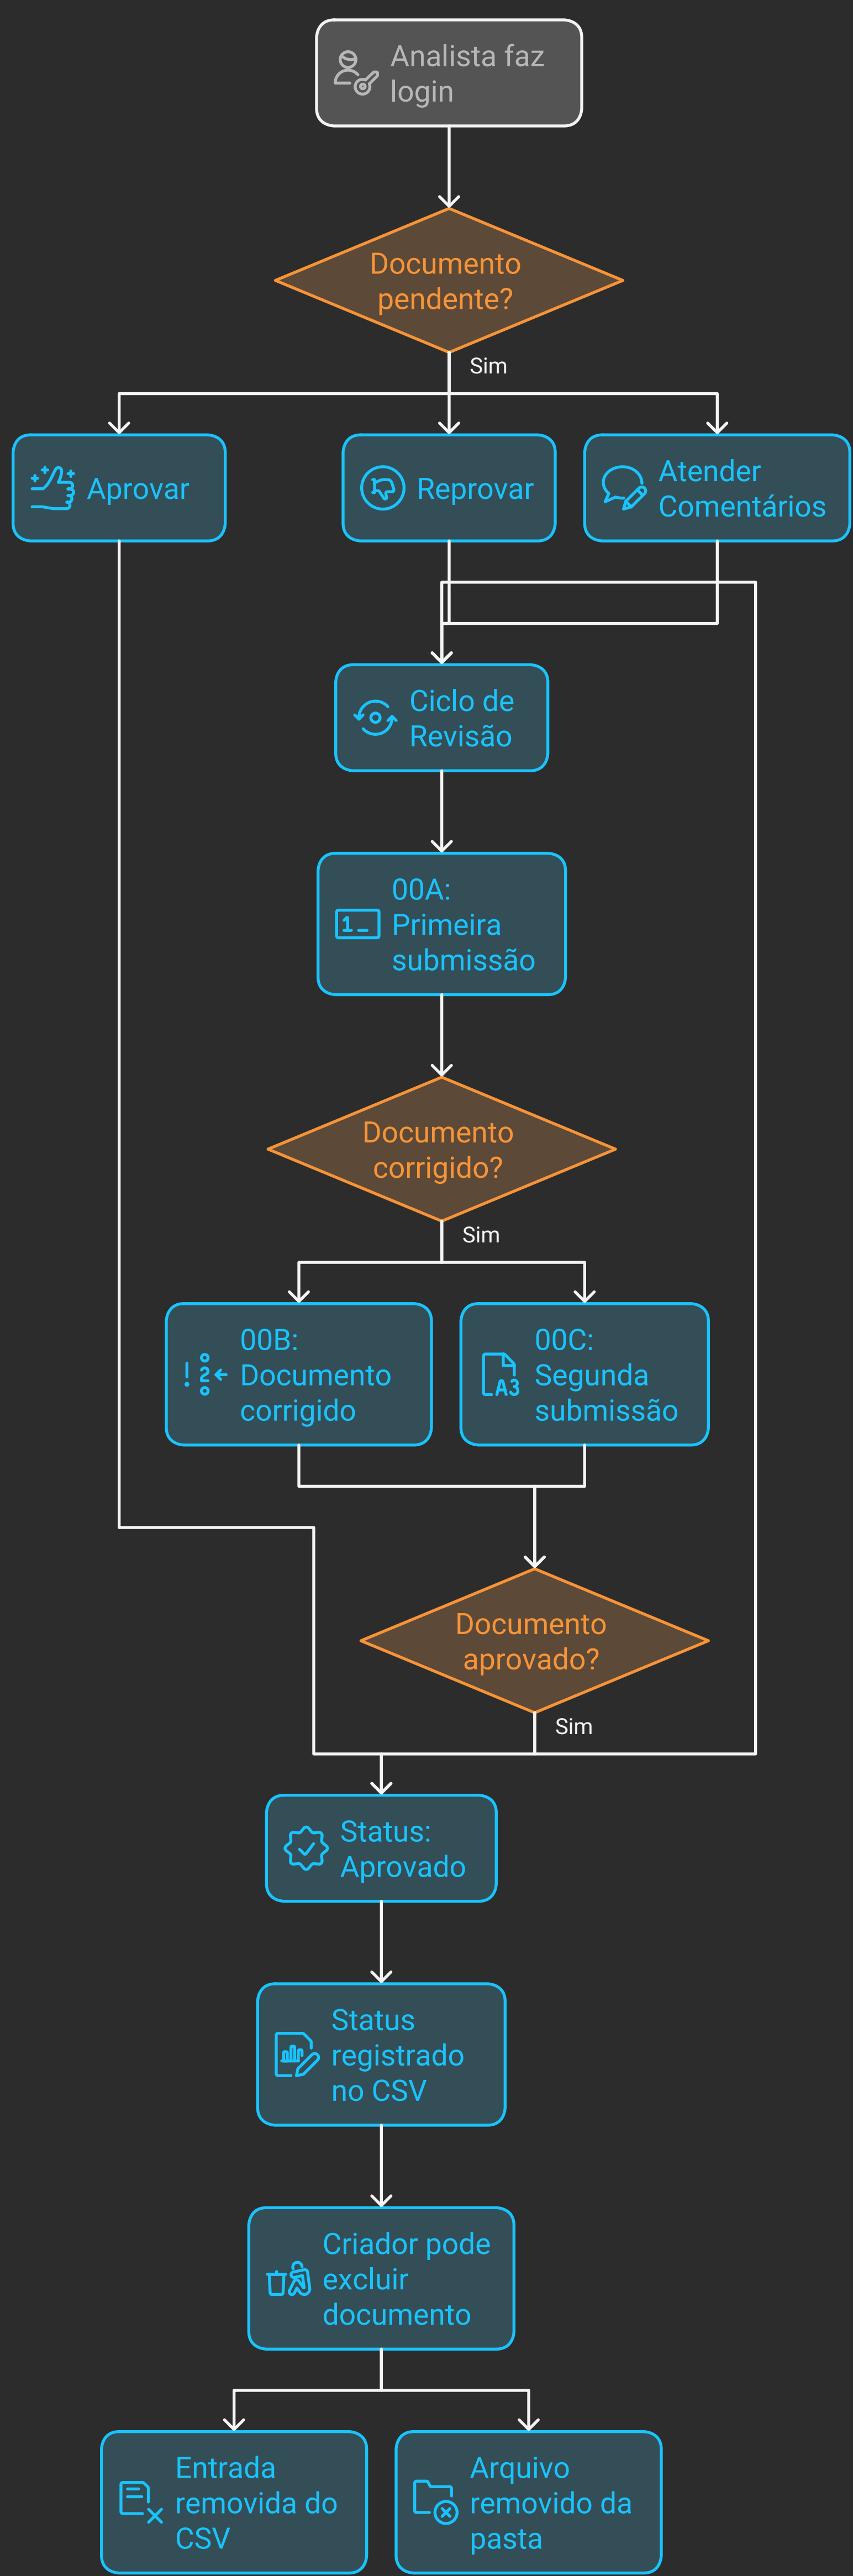 Analista faz
login
Documento
pendente?
Sim
Aprovar
Reprovar
Atender
Comentários
Ciclo de
Revisão
00A:
Primeira
submissão
Documento
corrigido?
Sim
00B:
Documento
corrigido
00C:
Segunda
submissão
Documento
aprovado?
Sim
Status:
Aprovado
Status
registrado
no CSV
Criador pode
excluir
documento
Entrada
removida do
CSV
Arquivo
removido da
pasta